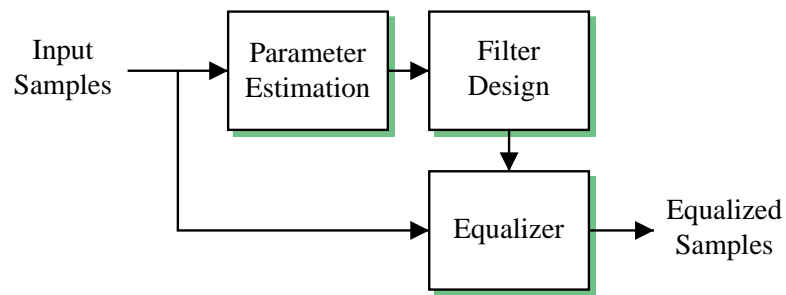 Input
Samples
Parameter
Estimation
Filter
Design
Equalizer
Equalized
Samples